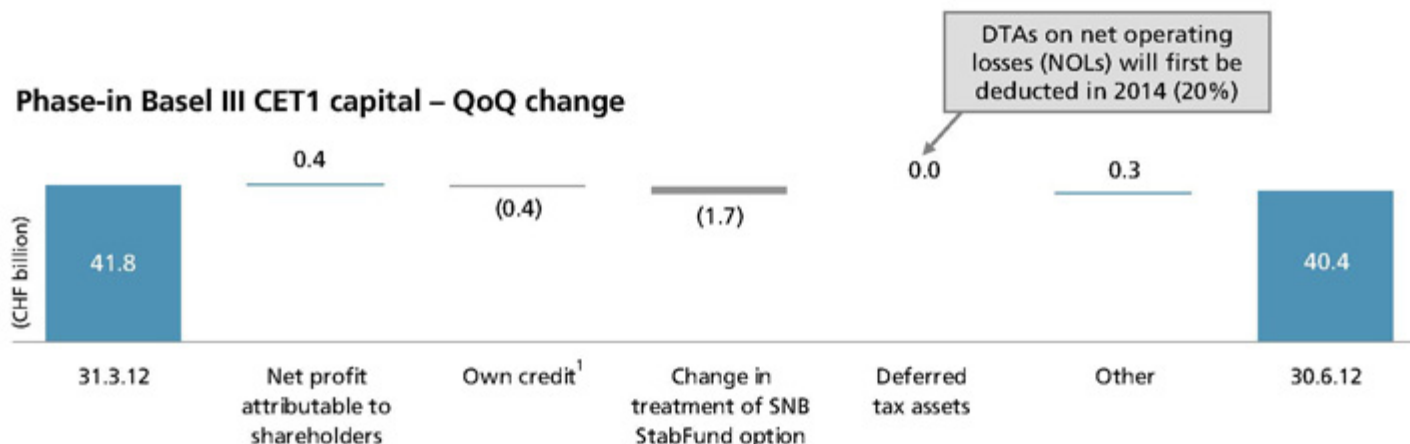 DTAs on net operating
losses (NOLs) will first be
deducted in 2014 (20%)
Phase-in Basel III CET1 capital – QoQ change
(CHF billion)
41.8
0.4
(0.4)
(1.7)
0.0
0.3
40.4
31.3.12
Net profit
attributable to
shareholders
Own credit¹
Change in
treatment of SNB
StabFund option
Deferred
tax assets
Other
30.6.12